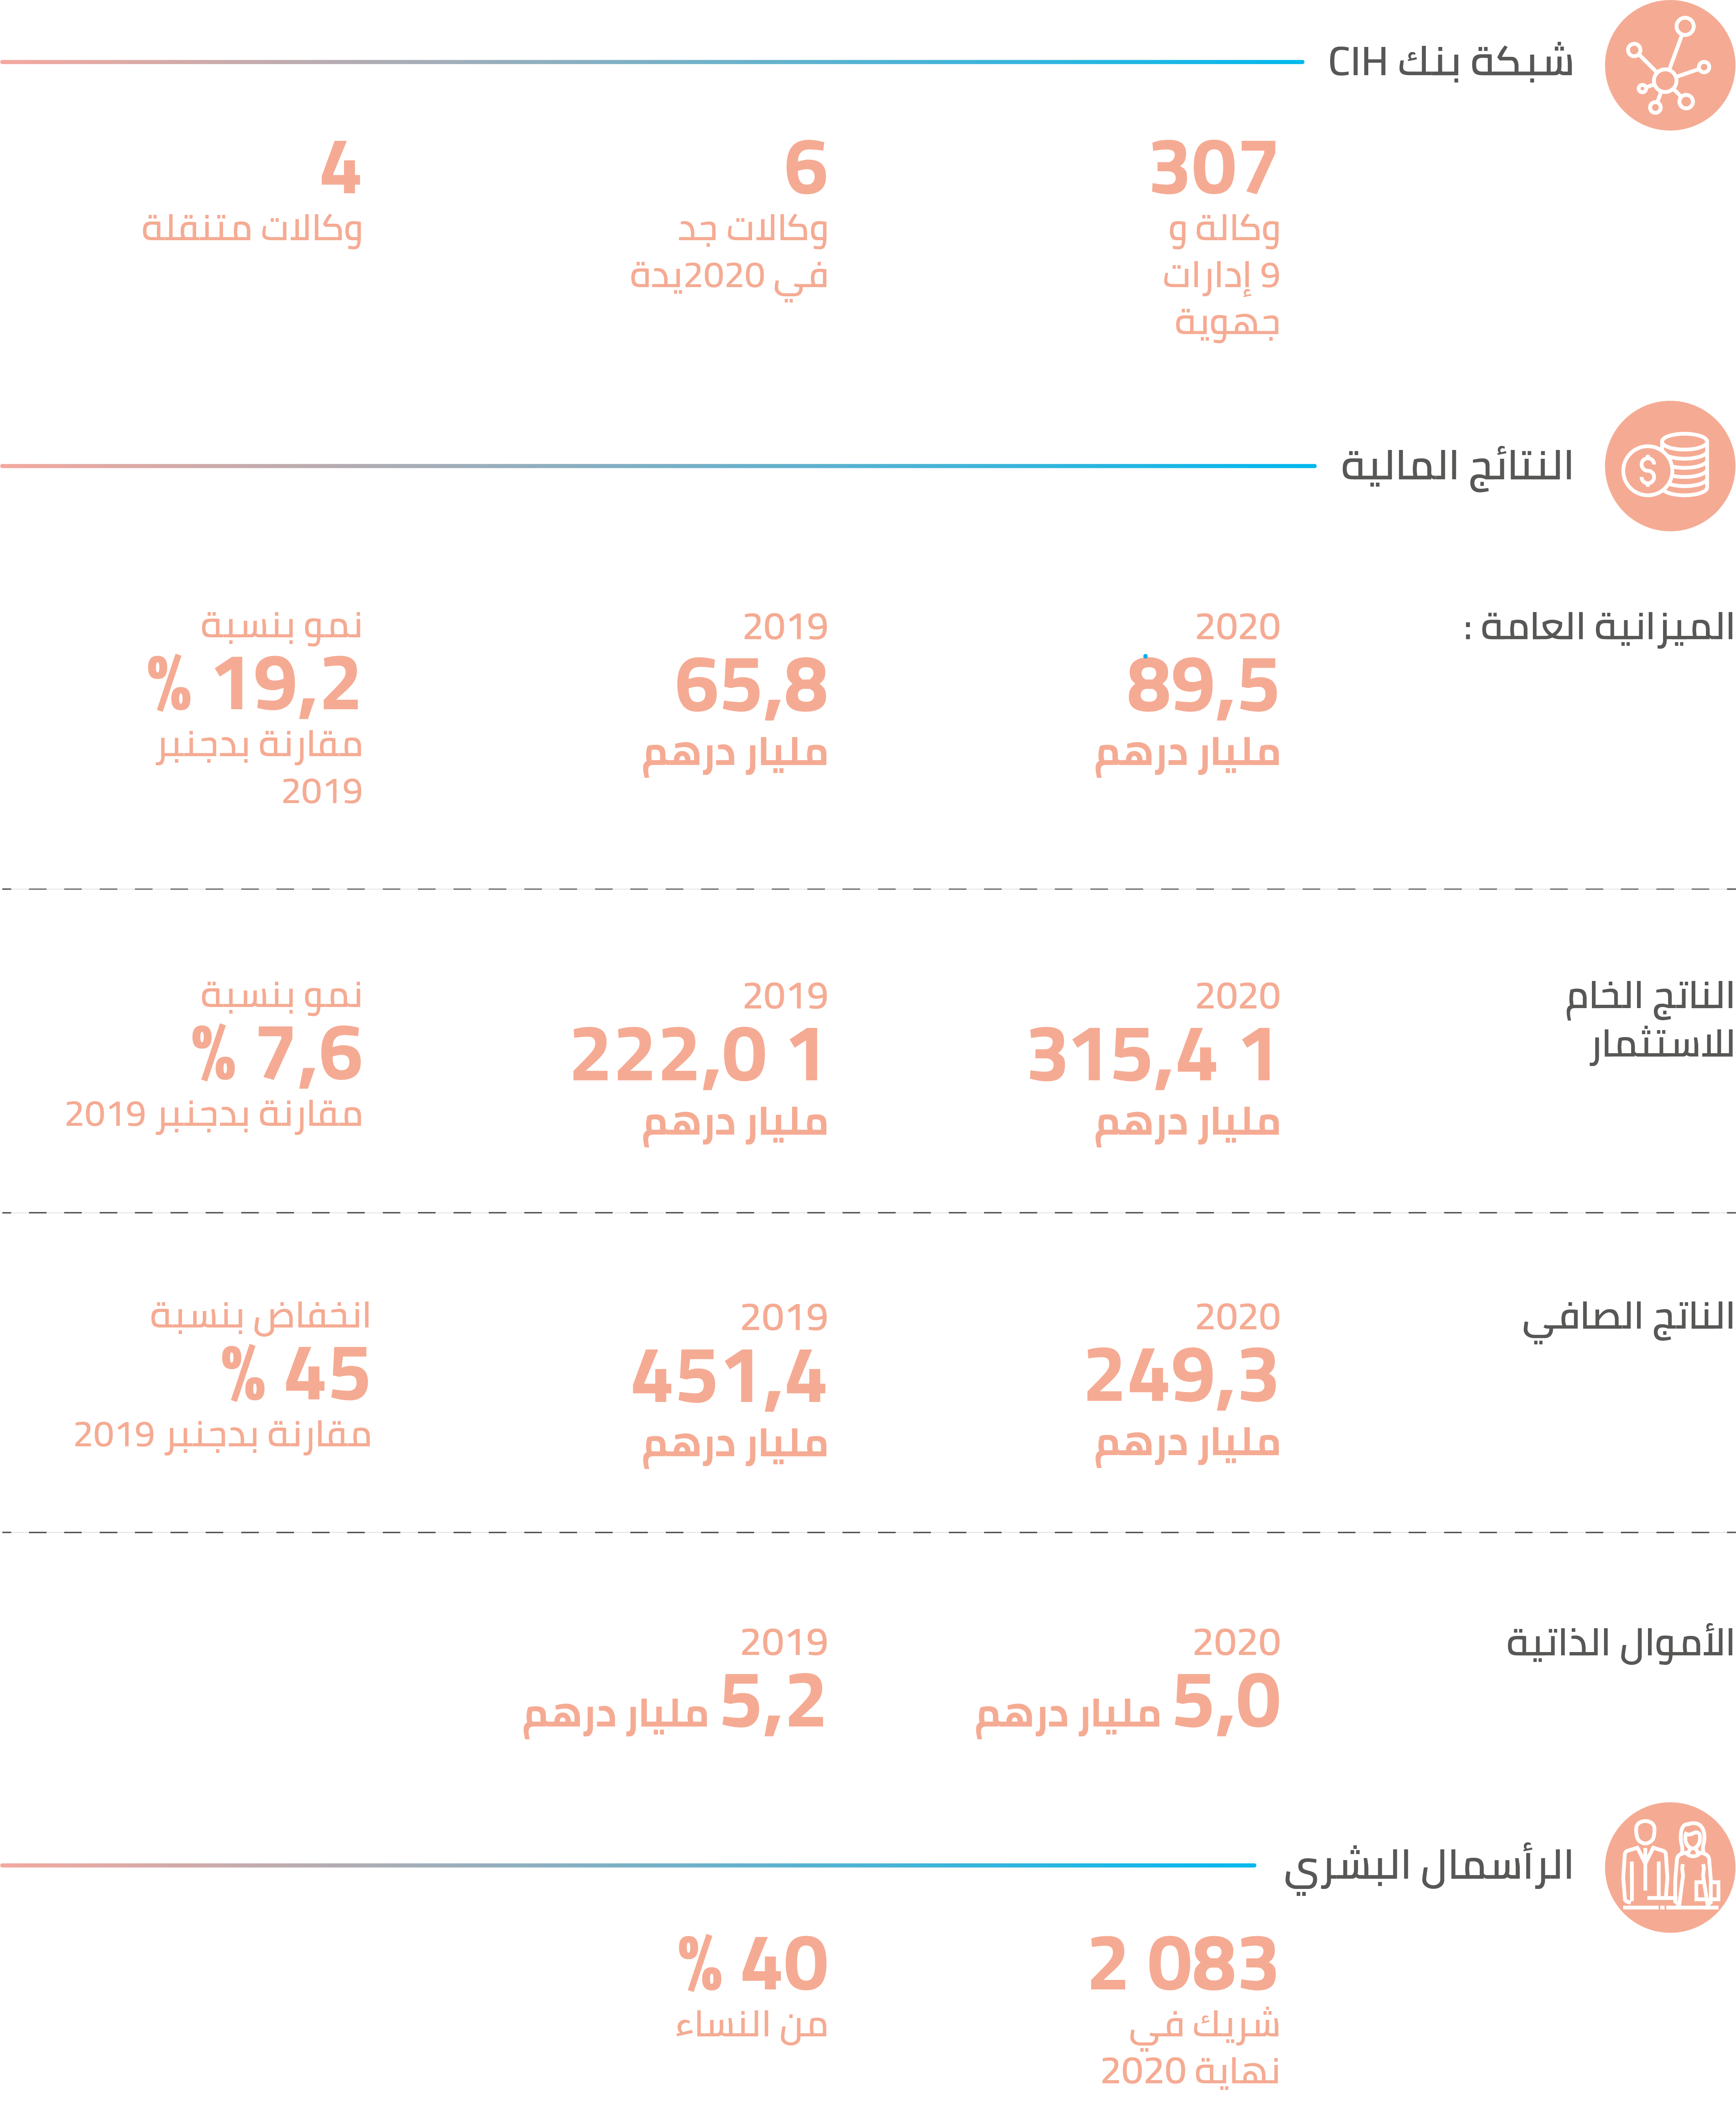 شبكة بنك CIH
307
وكالة و
9 إدارات
جهوية
6
وكالات جد
في 2020يدة
4
وكالات متنقلة
النتائج المالية
الميزانية العامة :
2020
89,5
مليار درهم
2019
65,8
مليار درهم
نمو بنسبة
19,2 %
مقارنة بدجنبر
2019
الناتج الخام
للاستثمار
2020
315,4 1
مليار درهم
2019
222,0 1
مليار درهم
نمو بنسبة
7,6 %
مقارنة بدجنبر 2019
الناتج الصافي
2020
249,3
مليار درهم
2019
451,4
مليار درهم
انخفاض بنسبة
45 %
مقارنة بدجنبر 2019
الأموال الذاتية
2020
5,0 مليار درهم
2019
5,2 مليار درهم
الرأسمال البشري
2 083
شريك في
نهاية 2020
40 %
من النساء